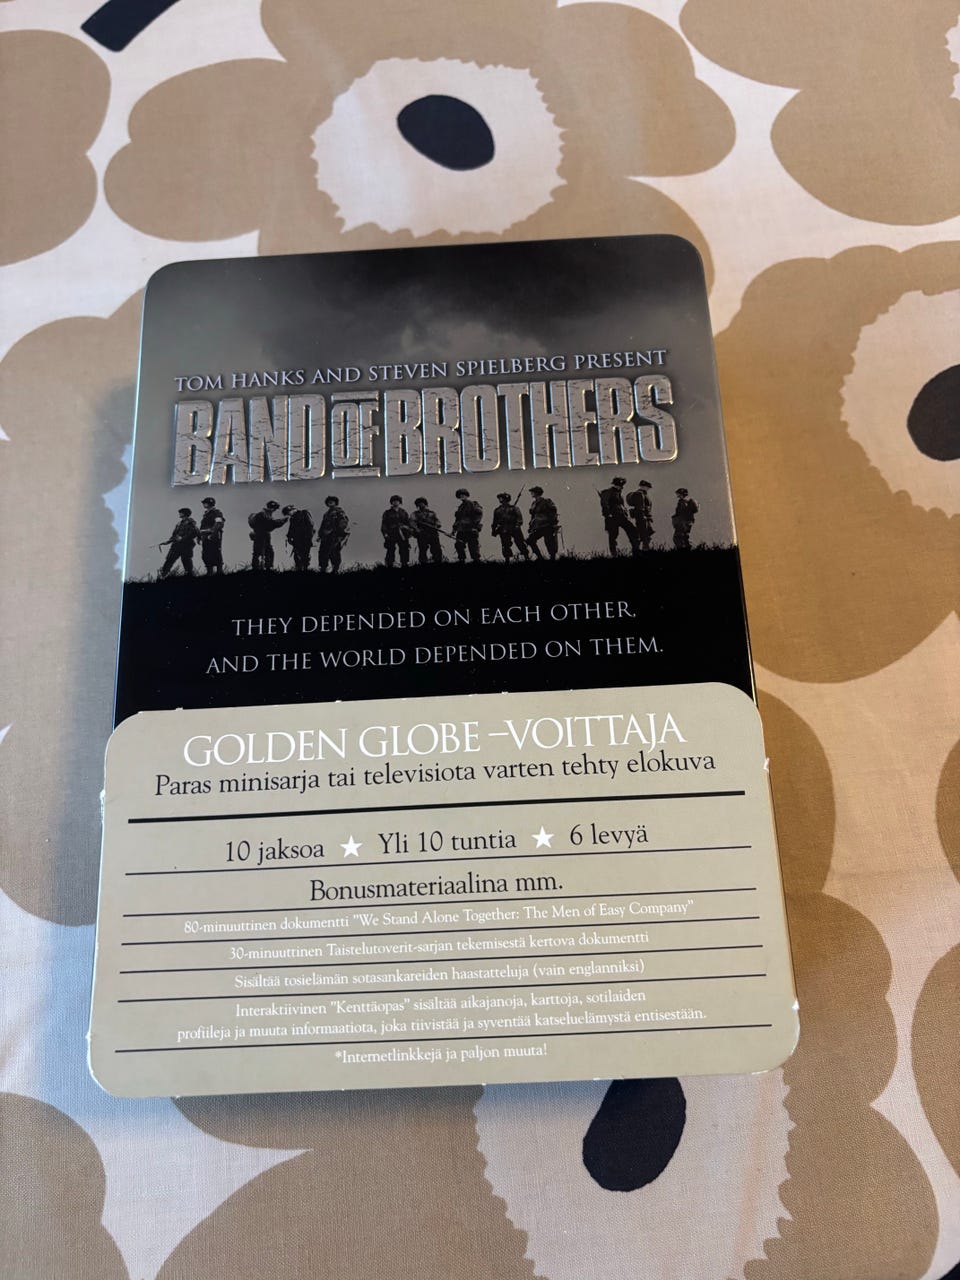 TOM HANKS AND STEVEN SPIELBERG PRESENT
BAND OF BROTHERS
THEY DEPENDED ON EACH OTHER,
AND THE WORLD DEPENDED ON THEM.
GOLDEN GLOBE –VOITTAJA
Paras minisarja tai televisiota varten tehty elokuva
10 jaksoa ★ Yli 10 tuntia ★ 6 levyä
Bonusmateriaalina mm.
80-minuuttinen dokumentti "We Stand Alone Together: The Men of Easy Company"
30-minuuttinen Taistelutoverit-sarjan tekemisestä kertova dokumentti
Sisältää tosielämän sotasankareiden haastatteluja (vain englanniksi)
Interaktiivinen "Kenttäopas" sisältää aikajanoja, karttoja, sotilaiden
profiileja ja muuta informaatiota, joka tiivistää ja syventää katseluelämystä entisestään.
*Internetlinkkejä ja paljon muuta!